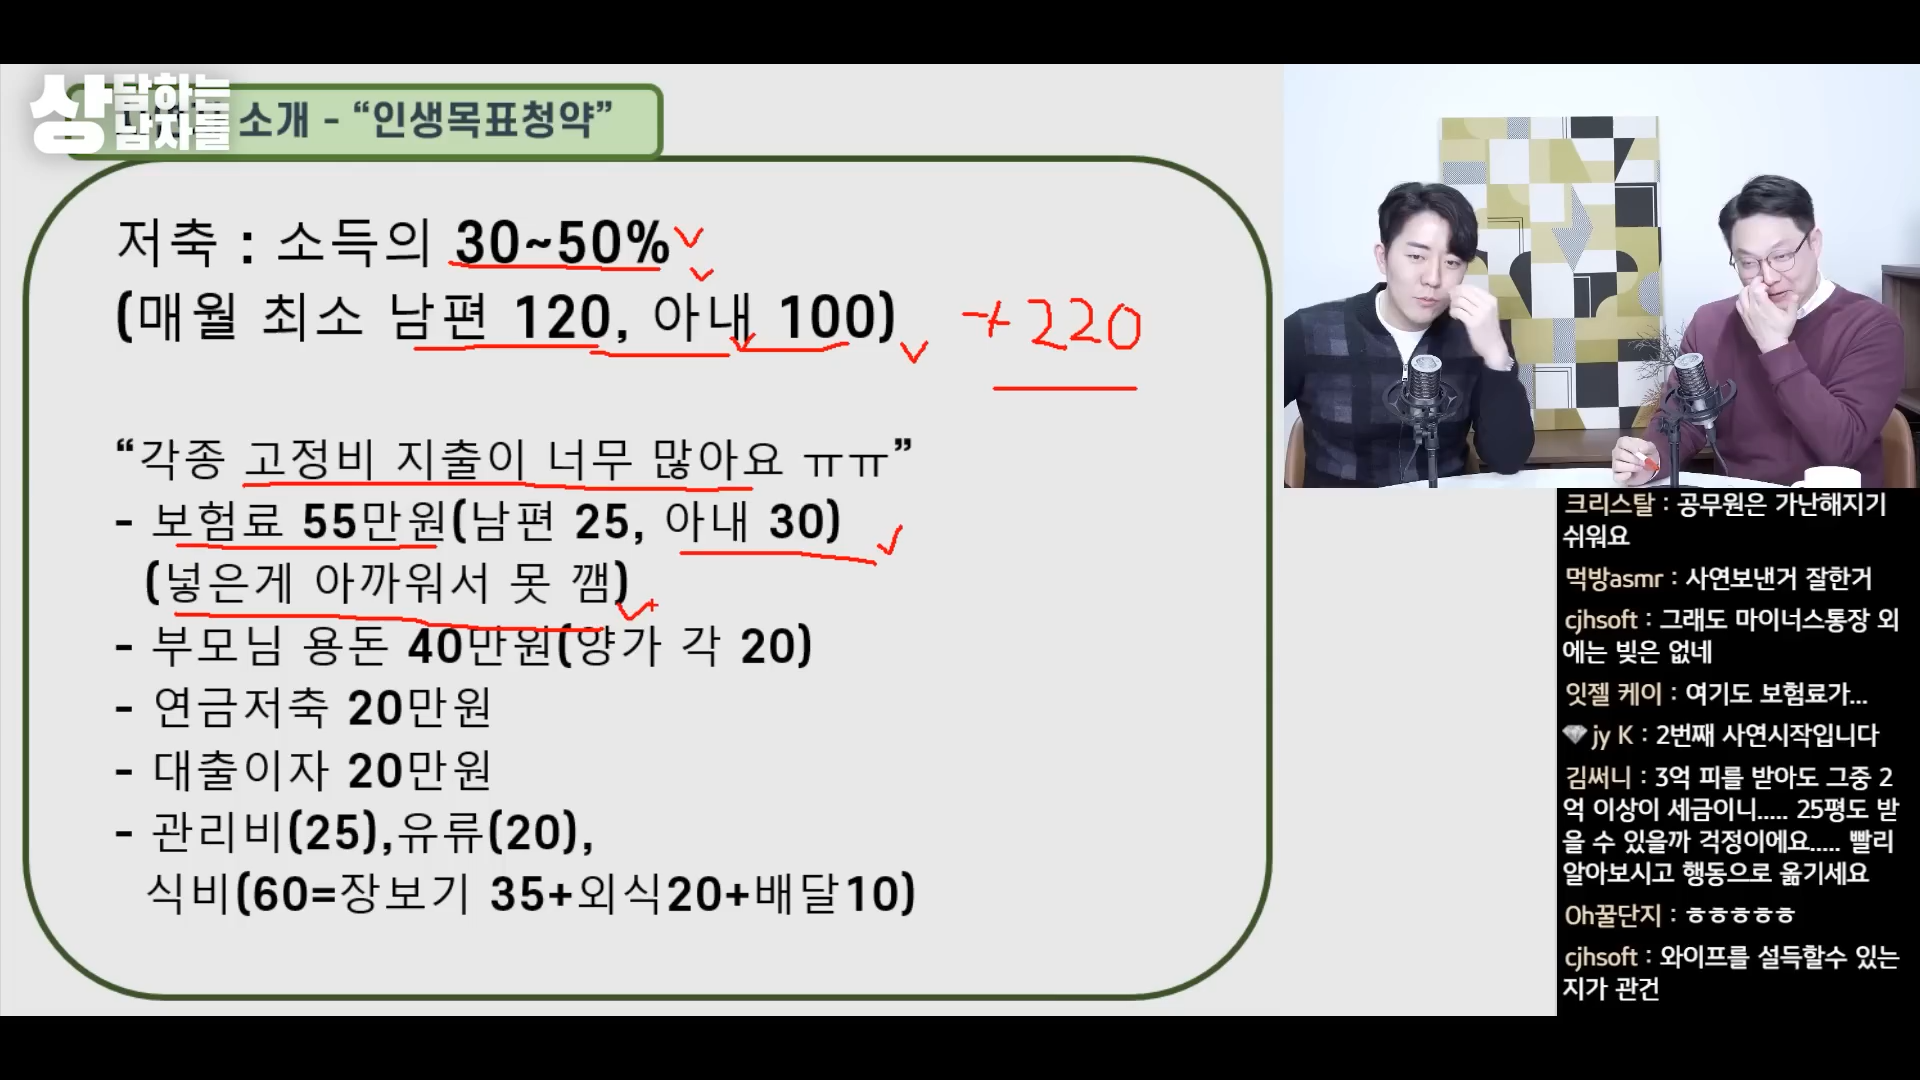 상담하는
남자들
소개 - “인생목표청약”
저축 : 소득의 30~50%
(매월 최소 남편 120, 아내 100)
+220
“각종 고정비 지출이 너무 많아요 ㅠㅠ”
- 보험료 55만원(남편 25, 아내 30)
(넣은게 아까워서 못 깸)
- 부모님 용돈 40만원(양가 각 20)
- 연금저축 20만원
- 대출이자 20만원
- 관리비(25),유류(20),
식비(60=장보기 35+외식20+배달10)
크리스탈 : 공무원은 가난해지기
쉬워요
먹방asmr : 사연보낸거 잘한거
cjhsoft : 그래도 마이너스통장 외
에는 빚은 없네
잇젤 케이 : 여기도 보험료가...
jy K : 2번째 사연시작입니다
김써니 : 3억 피를 받아도 그중 2
억 이상이 세금이니..... 25평도 받
을 수 있을까 걱정이에요..... 빨리
알아보시고 행동으로 옮기세요
Oh꿀단지 : ㅎㅎㅎㅎㅎ
cjhsoft : 와이프를 설득할수 있는
지가 관건